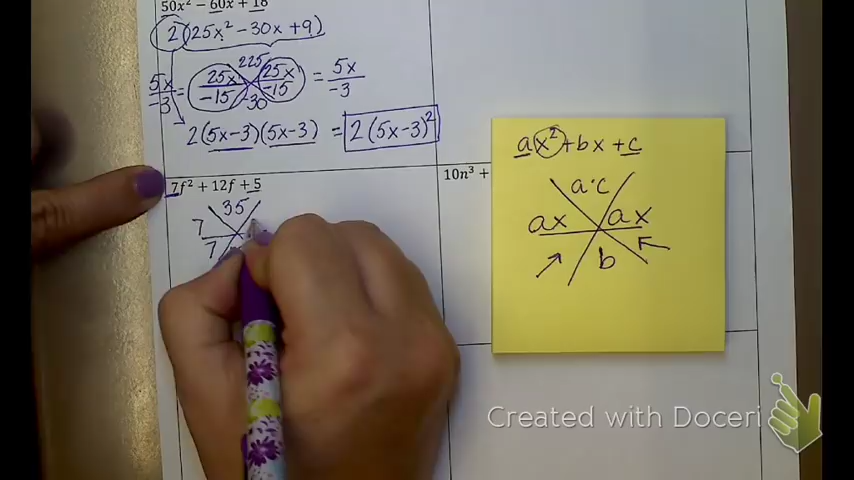 50x² − 60x + 18
2(25x² − 30x + 9)
225
5x/−3 = 25x/−15 25x/−15 = 5x/−3
−30
2(5x−3)(5x−3) = 2(5x−3)²
7f² + 12f + 5
35
7
7
10n³ +
ax² + bx + c
a·c
ax ax
b
Created with Doceri